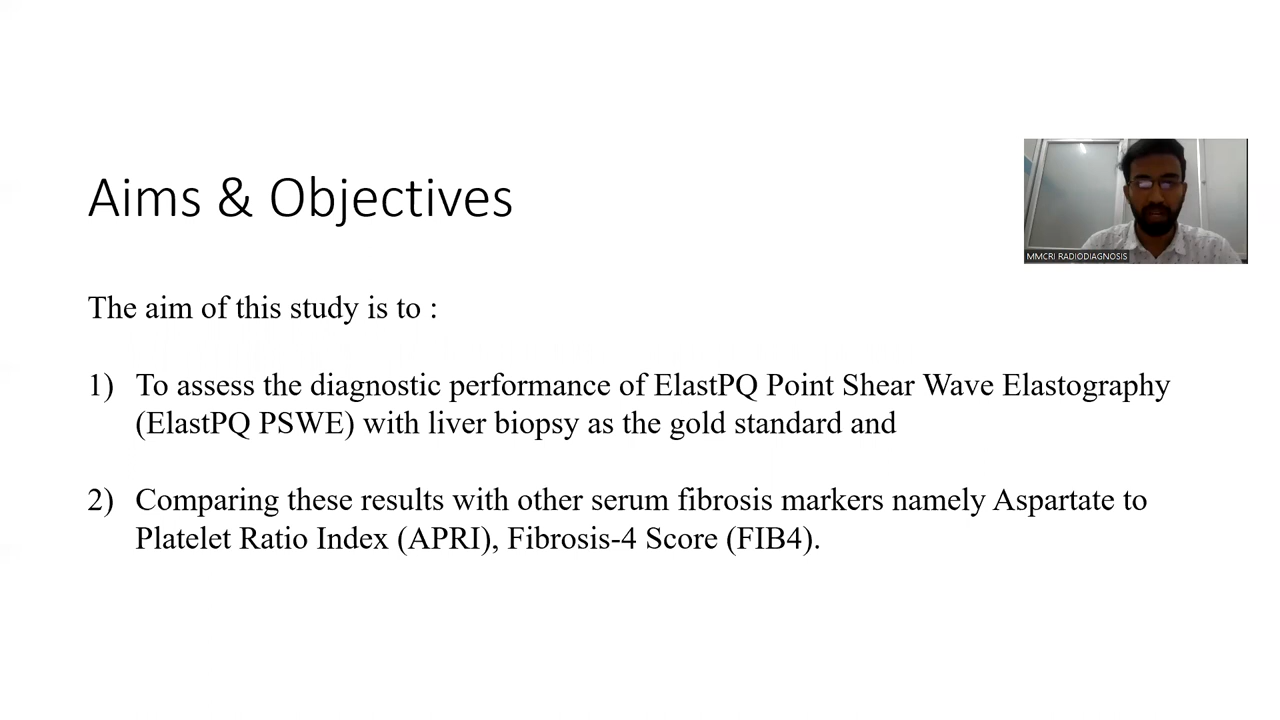 Aims & Objectives
MMCRI RADIODIAGNOSIS
The aim of this study is to :
1) To assess the diagnostic performance of ElastPQ Point Shear Wave Elastography
(ElastPQ PSWE) with liver biopsy as the gold standard and
2) Comparing these results with other serum fibrosis markers namely Aspartate to
Platelet Ratio Index (APRI), Fibrosis-4 Score (FIB4).